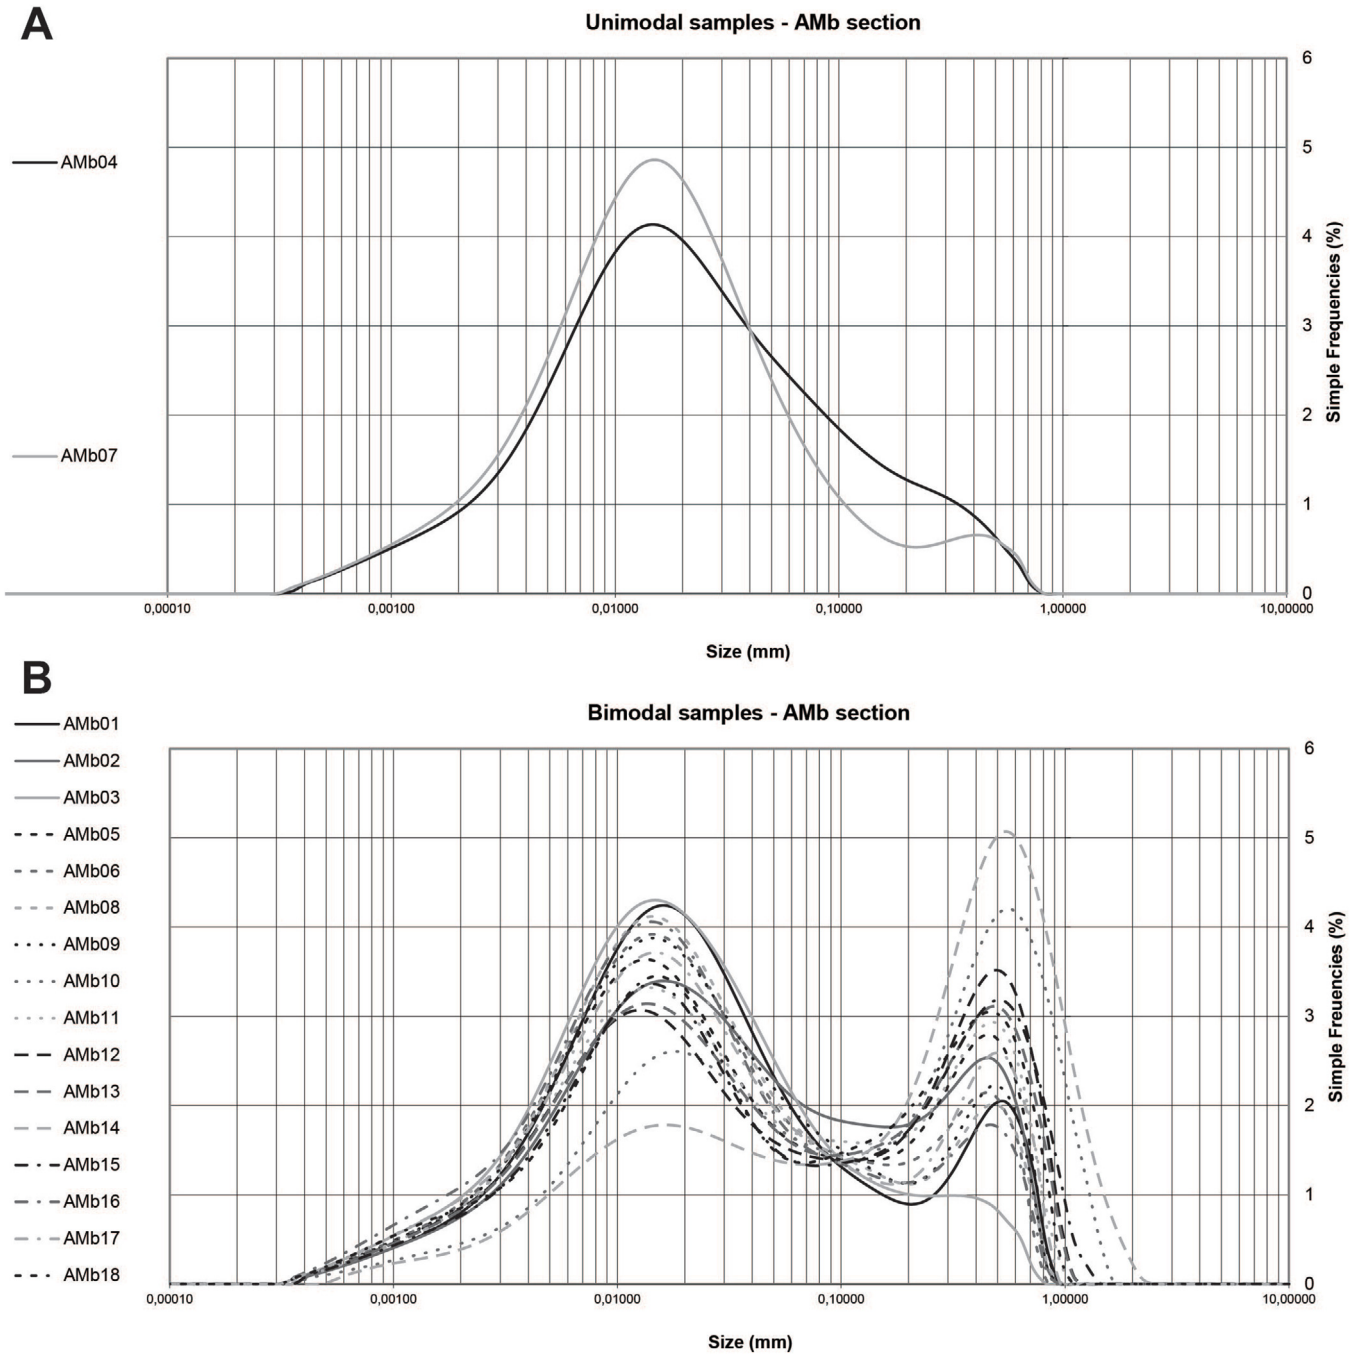 A
Unimodal samples - AMb section
6
5
AMb04
4
3
2
AMb07
1
0
Simple Frequencies (%)
0,00010
0,00100
0,01000
0,10000
1,00000
10,00000
Size (mm)
B
Bimodal samples - AMb section
AMb01
AMb02
AMb03
AMb05
AMb06
AMb08
AMb09
AMb10
AMb11
AMb12
AMb13
AMb14
AMb15
AMb16
AMb17
AMb18
6
5
4
3
2
1
0
Simple Freuencies (%)
0,00010
0,00100
0,01000
0,10000
1,00000
10,00000
Size (mm)